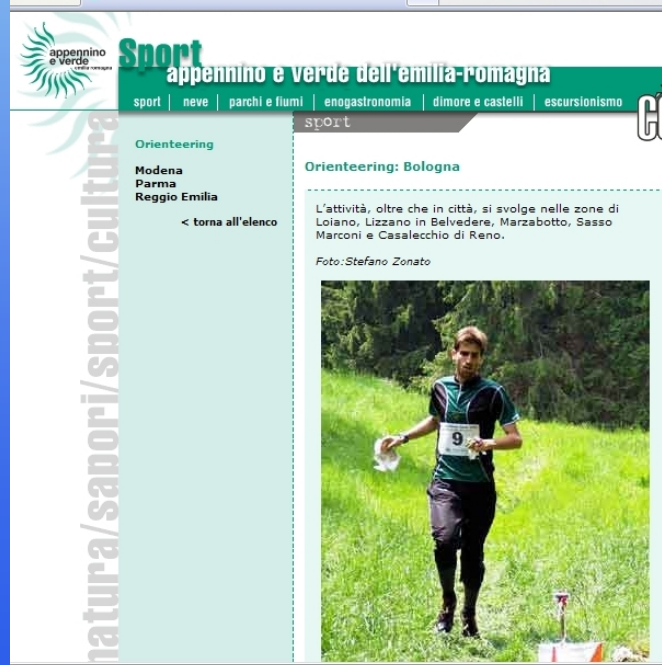 appennino
e verde
emilia romagna
Sport
appennino e verde dell'emilia-romagna
sport | neve | parchi e fiumi | enogastronomia | dimore e castelli | escursionismo
natura/sapori/sport/cultura
Orienteering
Modena
Parma
Reggio Emilia
< torna all'elenco
sport
Orienteering: Bologna
L'attività, oltre che in città, si svolge nelle zone di
Loiano, Lizzano in Belvedere, Marzabotto, Sasso
Marconi e Casalecchio di Reno.
Foto:Stefano Zonato
9